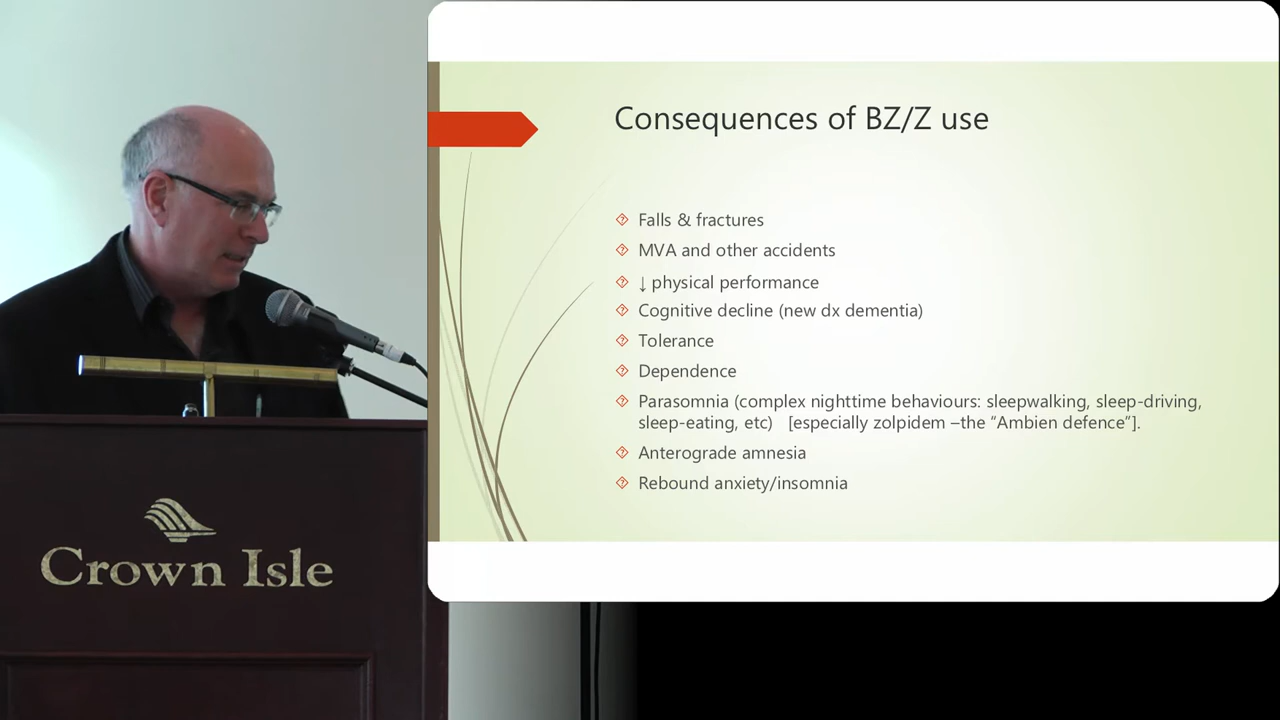 Consequences of BZ/Z use
Falls & fractures
MVA and other accidents
↓ physical performance
Cognitive decline (new dx dementia)
Tolerance
Dependence
Parasomnia (complex nighttime behaviours: sleepwalking, sleep-driving,
sleep-eating, etc) [especially zolpidem –the “Ambien defence”].
Anterograde amnesia
Rebound anxiety/insomnia
Crown Isle